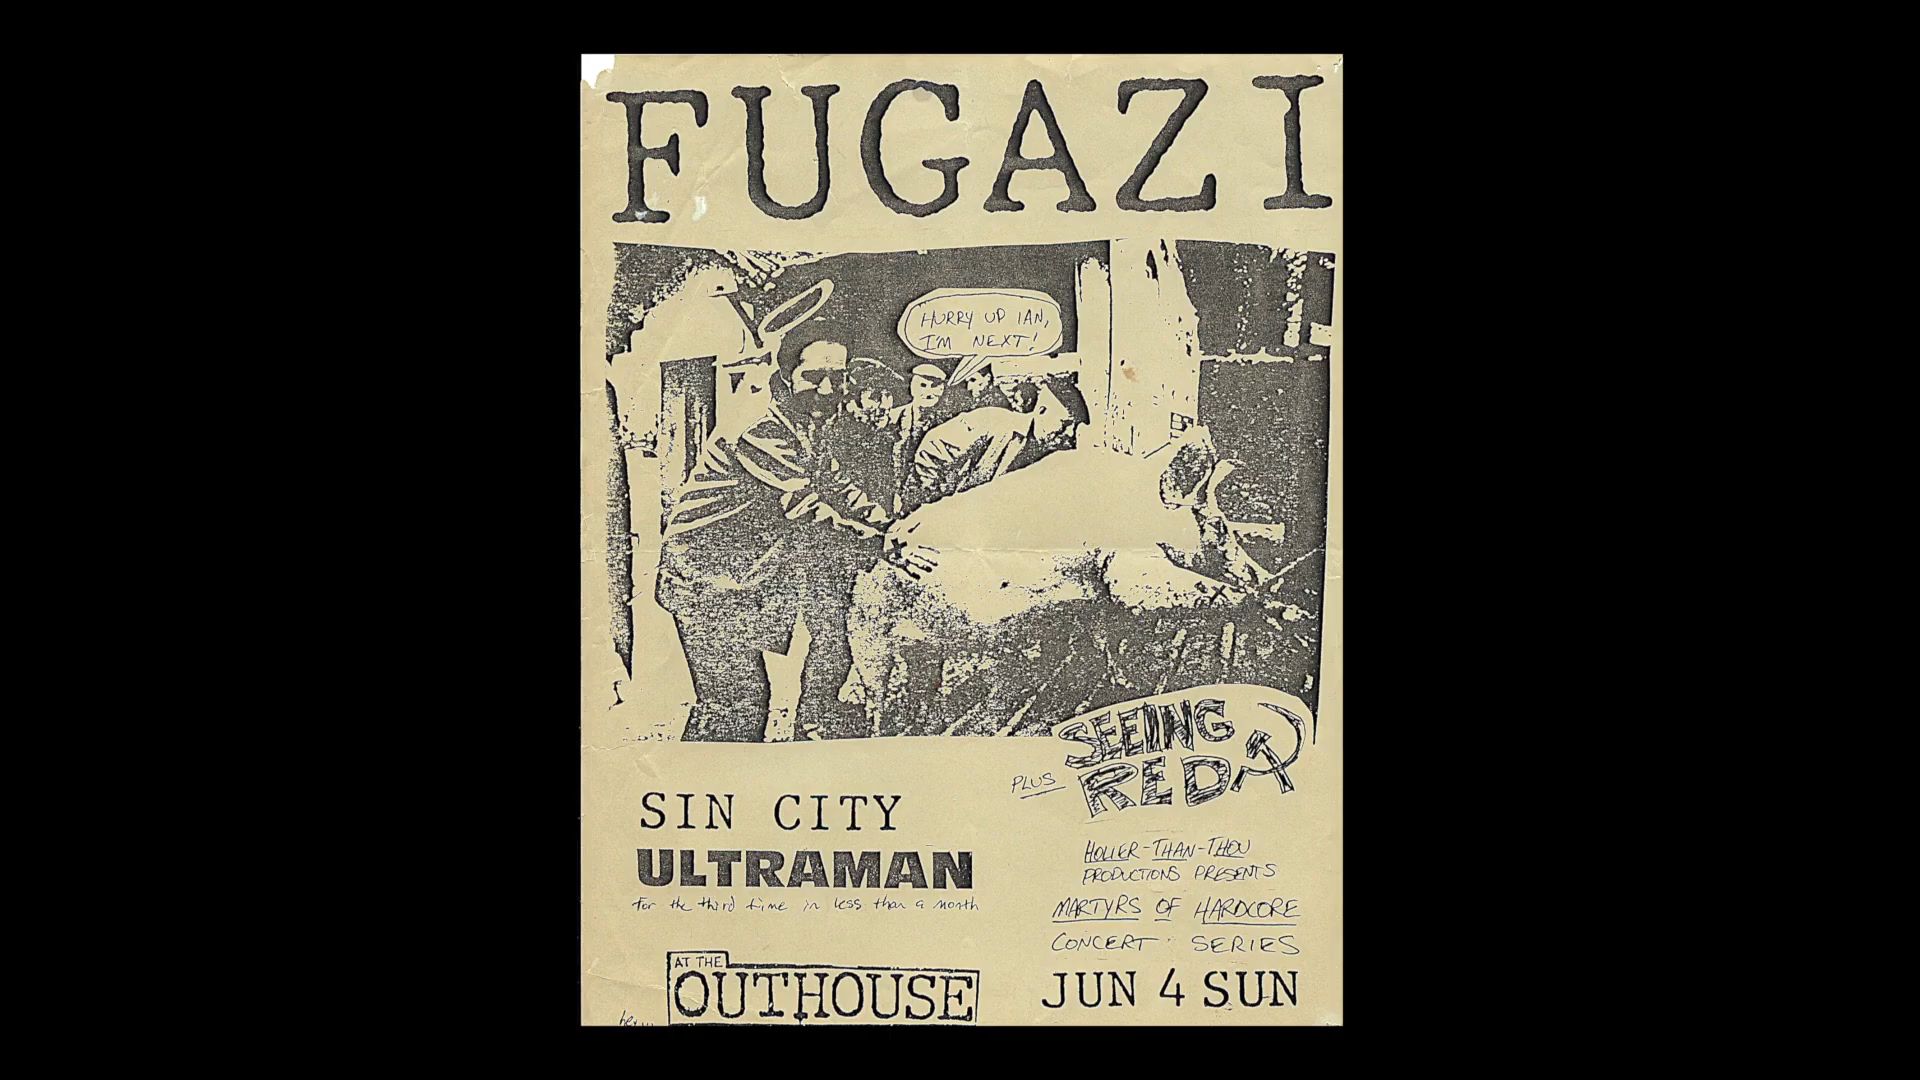 FUGAZI
HURRY UP IAN,
I'M NEXT!
PLUS
SEEING
RED
SIN CITY
ULTRAMAN
for the third time in less than a month
HOLIER-THAN-THOU
PRODUCTIONS PRESENTS
MARTYRS OF HARDCORE
CONCERT SERIES
JUN 4 SUN
AT THE
OUTHOUSE
hey...